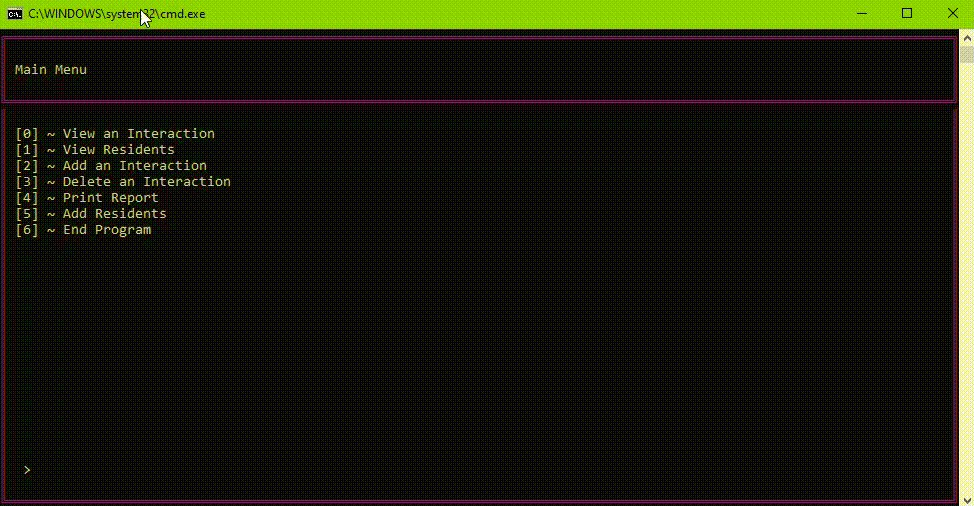 C:\WINDOWS\system32\cmd.exe
Main Menu
[0] ~ View an Interaction
[1] ~ View Residents
[2] ~ Add an Interaction
[3] ~ Delete an Interaction
[4] ~ Print Report
[5] ~ Add Residents
[6] ~ End Program
>